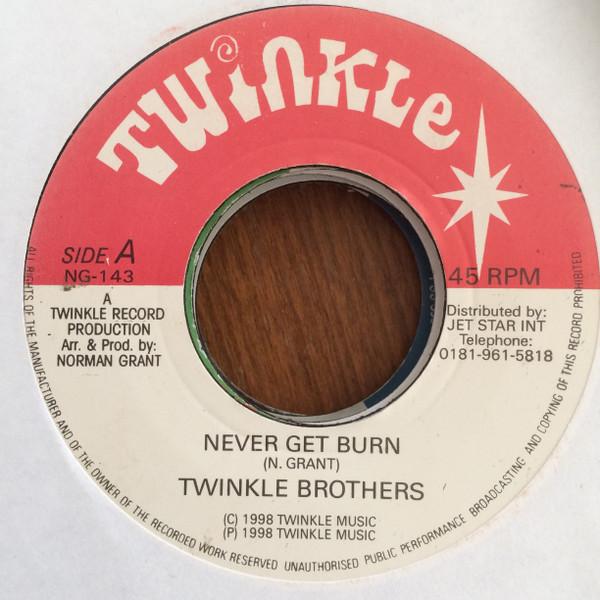 TWiNKLe
SIDE A
NG-143
45 RPM
A
TWINKLE RECORD
PRODUCTION
Arr. & Prod. by:
NORMAN GRANT
Distributed by:
JET STAR INT
Telephone:
0181-961-5818
NEVER GET BURN
(N. GRANT)
TWINKLE BROTHERS
(C) 1998 TWINKLE MUSIC
(P) 1998 TWINKLE MUSIC
ALL RIGHTS OF THE MANUFACTURER AND OF THE OWNER OF THE RECORDED WORK RESERVED UNAUTHORISED PUBLIC PERFORMANCE BROADCASTING AND COPYING OF THIS RECORD PROHIBITED